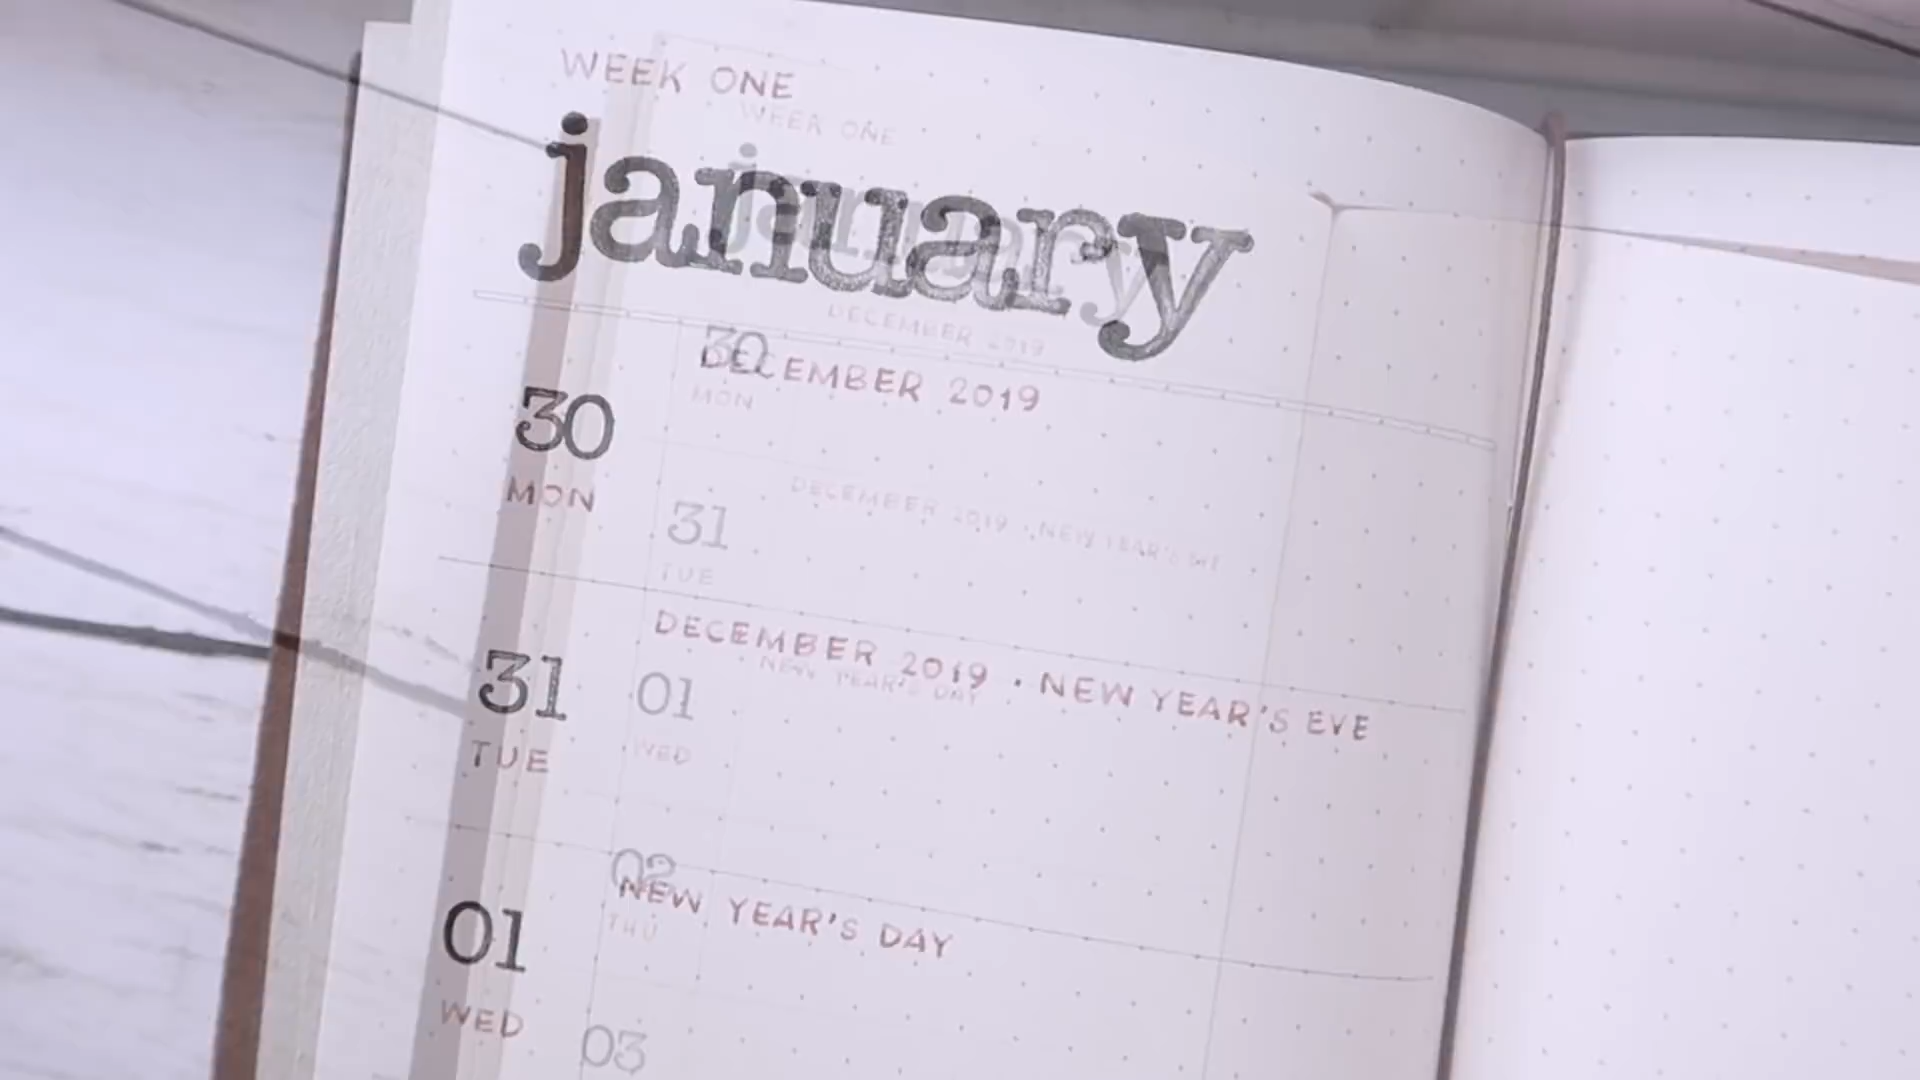 WEEK ONE
january
30
MON
DECEMBER 2019
31
TUE
DECEMBER 2019 · NEW YEAR'S EVE
01
WED
NEW YEAR'S DAY
WEEK ONE
january
30
MON
DECEMBER 2019
31
TUE
DECEMBER 2019 · NEW YEAR'S EVE
01
WED
NEW YEAR'S DAY
02
THU
03